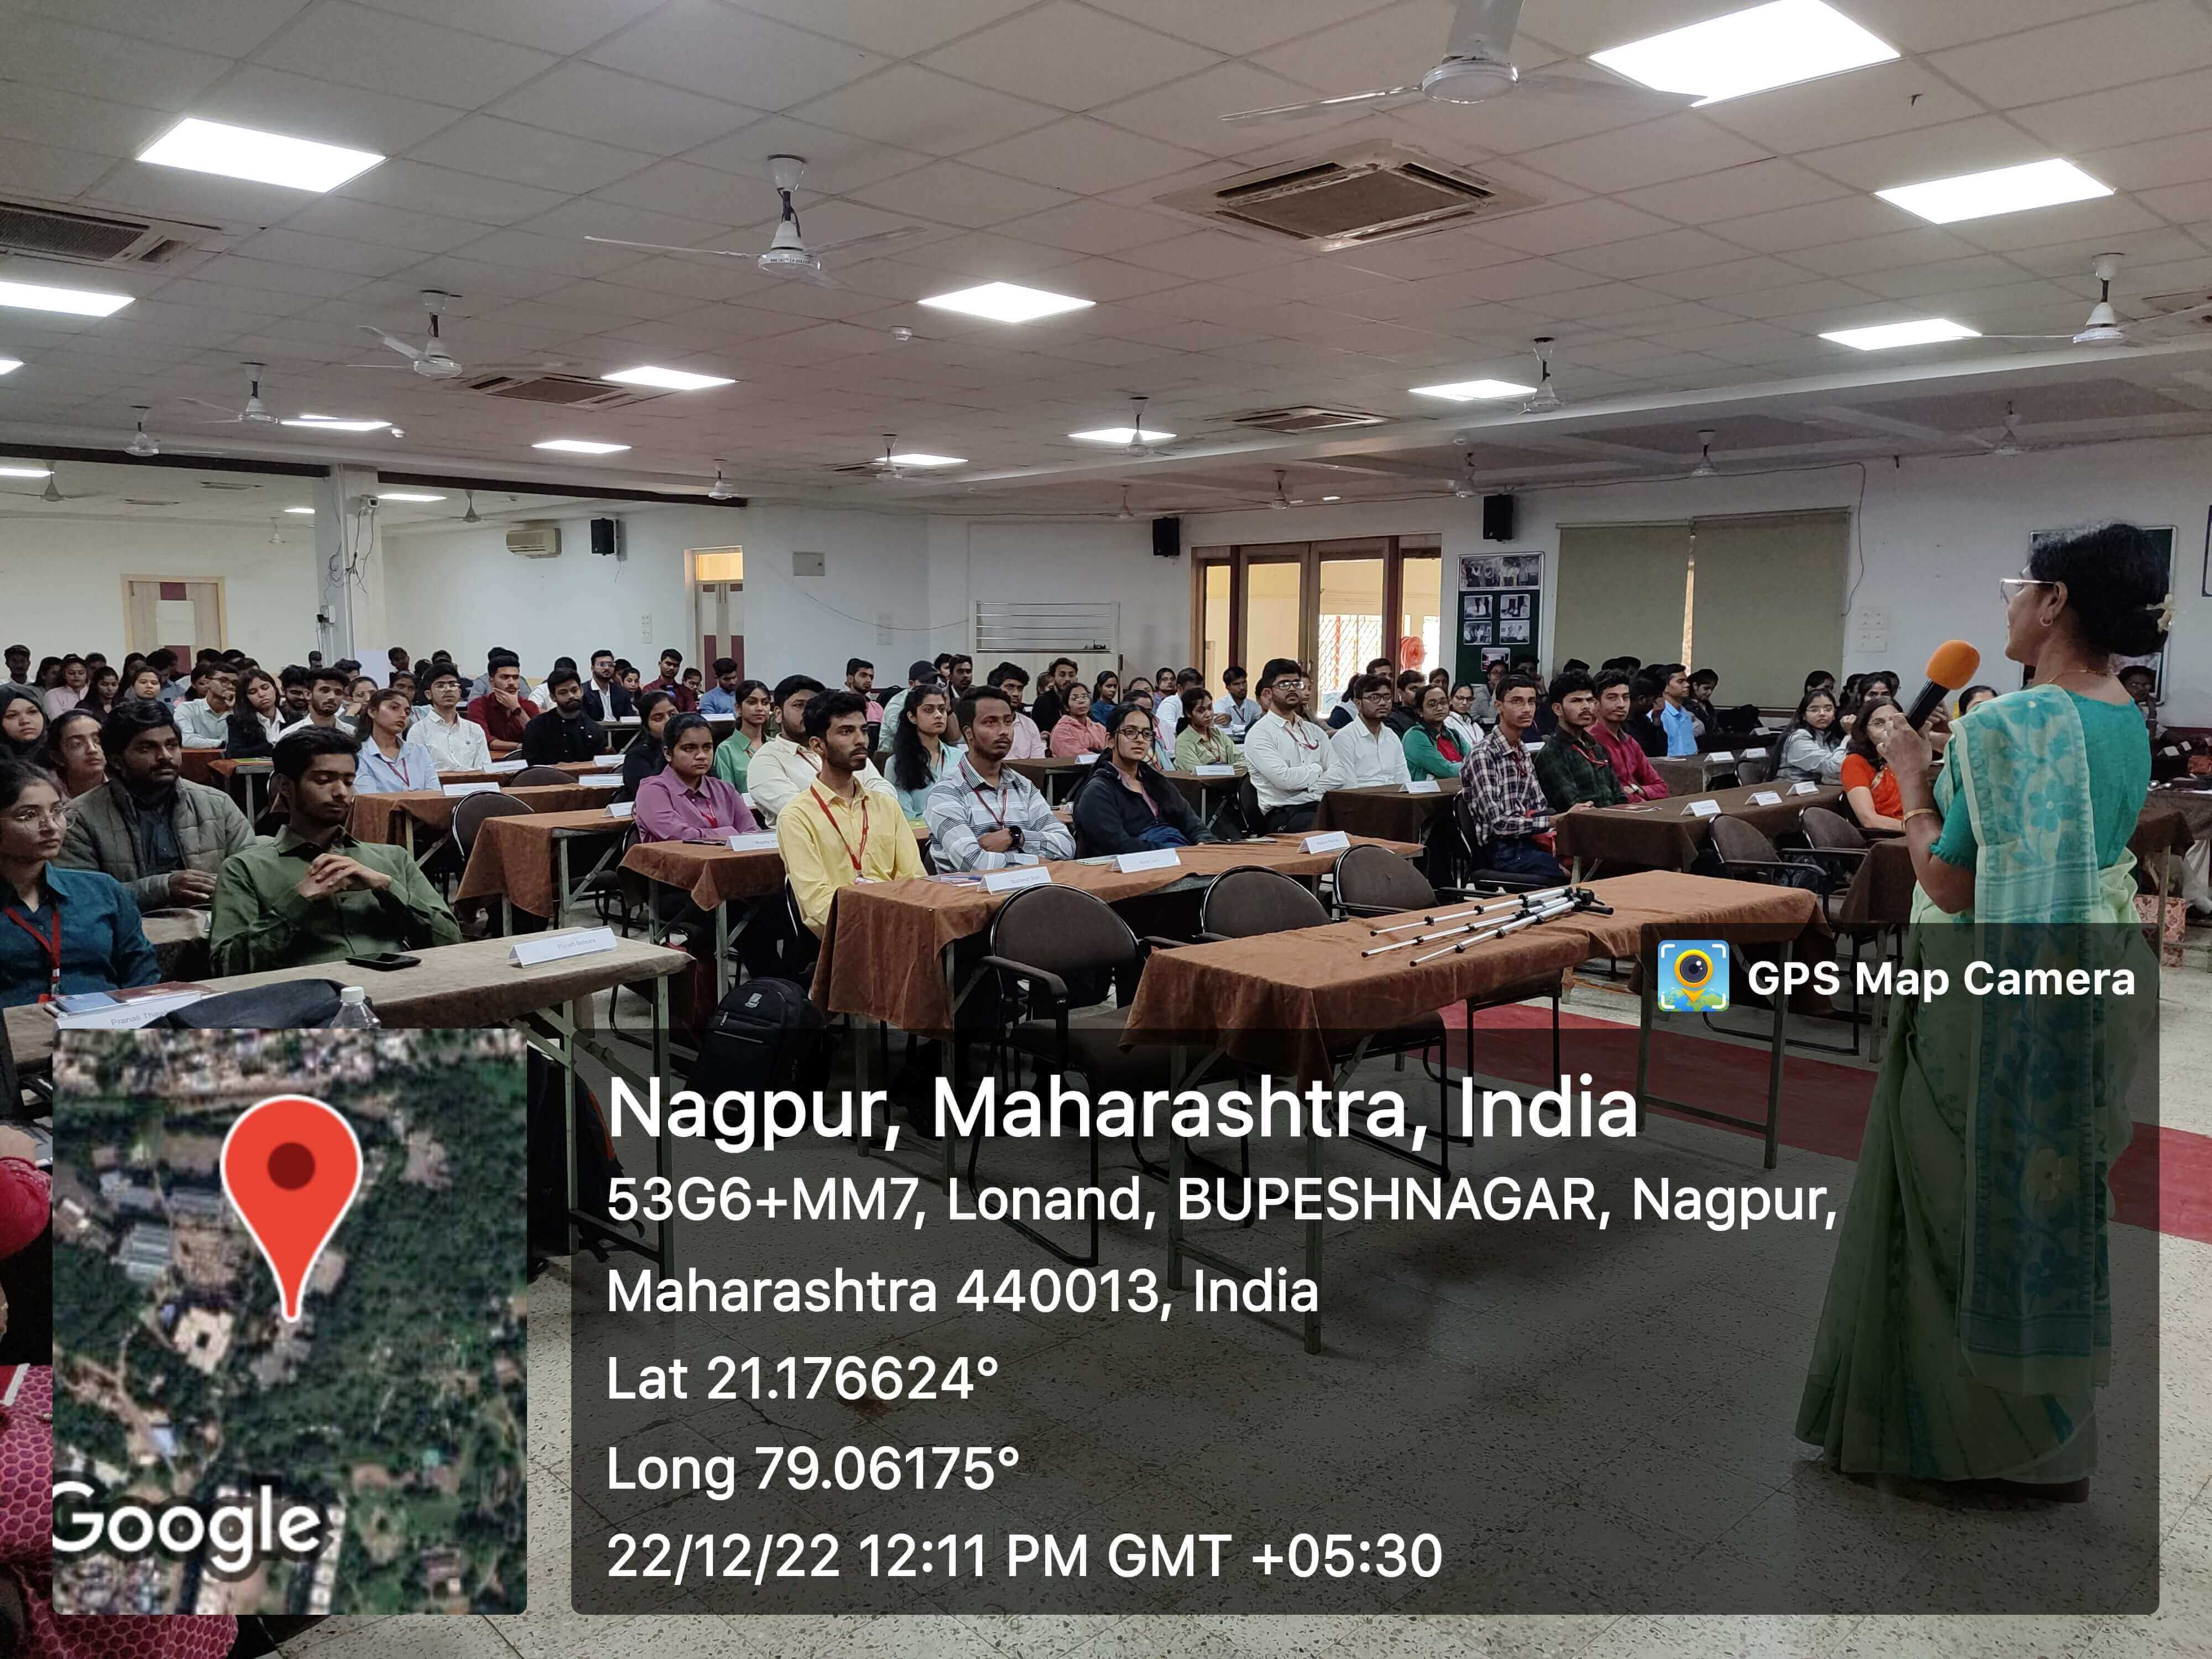 GPS Map Camera
Nagpur, Maharashtra, India
53G6+MM7, Lonand, BUPESHNAGAR, Nagpur,
Maharashtra 440013, India
Lat 21.176624°
Long 79.06175°
22/12/22 12:11 PM GMT +05:30
Google
Pranali